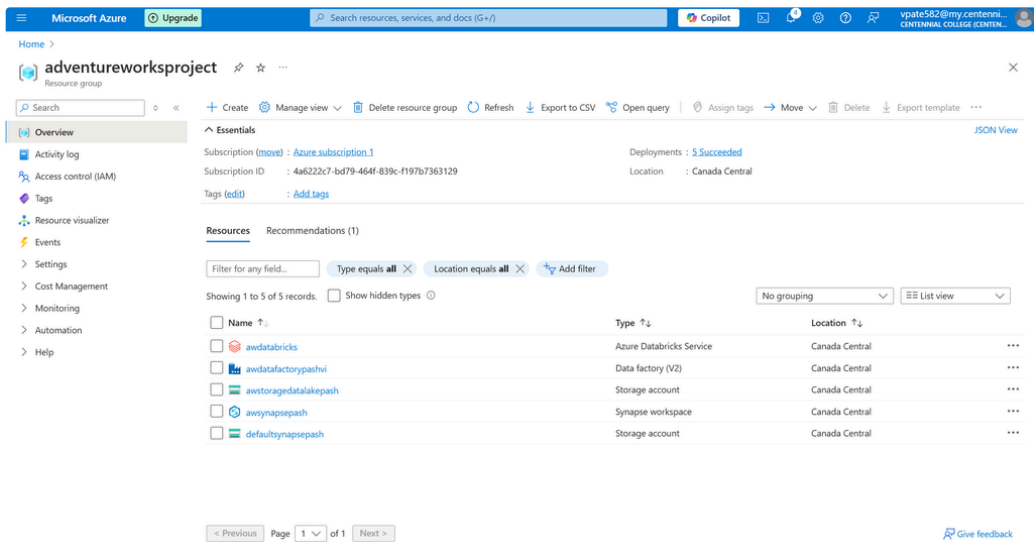 Microsoft Azure Upgrade Search resources, services, and docs (G+/) Copilot 4 vpate582@my.centenni...
CENTENNIAL COLLEGE (CENTEN...
Home >
adventureworksproject ...
Resource group
Search
Overview
Activity log
Access control (IAM)
Tags
Resource visualizer
Events
> Settings
> Cost Management
> Monitoring
> Automation
> Help
Create Manage view Delete resource group Refresh Export to CSV Open query Assign tags Move Delete Export template ...
Essentials JSON View
Subscription (move) : Azure subscription 1 Deployments : 5 Succeeded
Subscription ID : 4a6222c7-bd79-464f-839c-f197b7363129 Location : Canada Central
Tags (edit) : Add tags
Resources Recommendations (1)
Filter for any field... Type equals all Location equals all Add filter
Showing 1 to 5 of 5 records. Show hidden types No grouping List view
Name Type Location
awdatabricks Azure Databricks Service Canada Central ...
awdatafactorypashvi Data factory (V2) Canada Central ...
awstoragedatalakepash Storage account Canada Central ...
awsynapsepash Synapse workspace Canada Central ...
defaultsynapsepash Storage account Canada Central ...
< Previous Page 1 of 1 Next > Give feedback